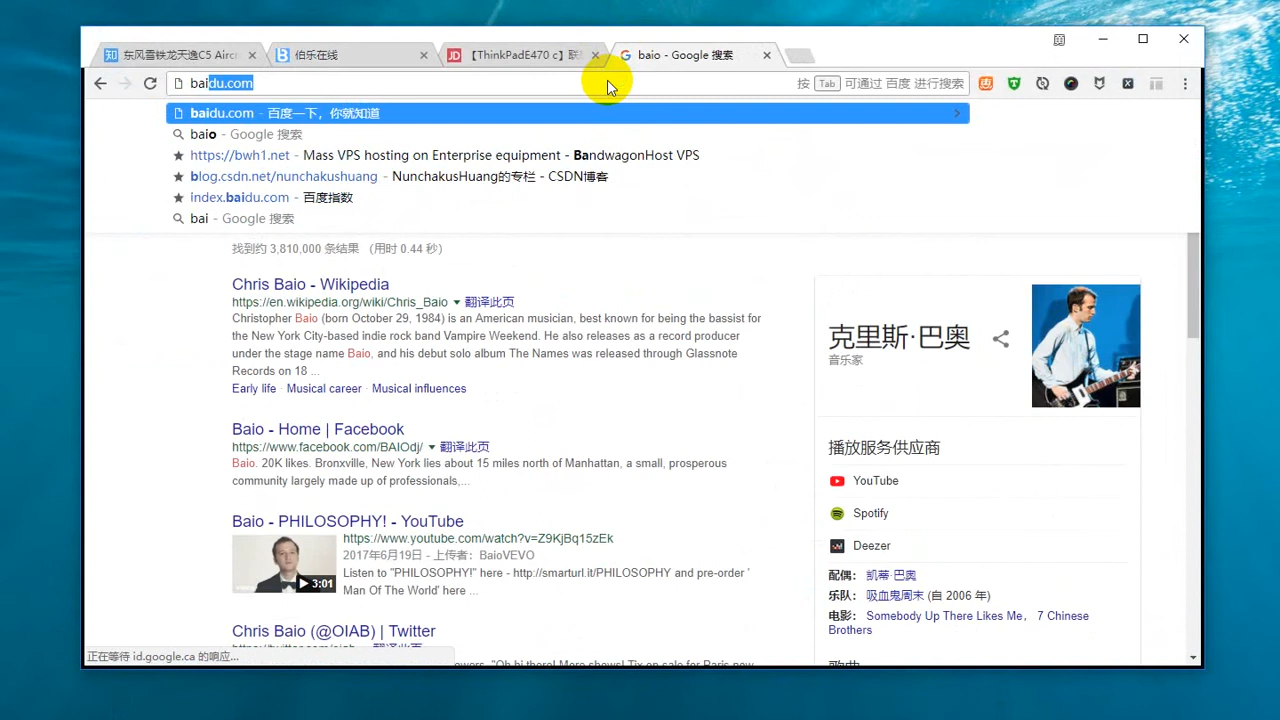 东风雪铁龙天逸C5 Airc
伯乐在线
【ThinkPadE470 c】联
baio - Google 搜索
baidu.com
按 Tab 可通过 百度 进行搜索
baidu.com - 百度一下，你就知道
baio - Google 搜索
https://bwh1.net - Mass VPS hosting on Enterprise equipment - BandwagonHost VPS
blog.csdn.net/nunchakushuang - NunchakusHuang的专栏 - CSDN博客
index.baidu.com - 百度指数
bai - Google 搜索
找到约 3,810,000 条结果 （用时 0.44 秒）
Chris Baio - Wikipedia
https://en.wikipedia.org/wiki/Chris_Baio 翻译此页
Christopher Baio (born October 29, 1984) is an American musician, best known for being the bassist for
the New York City-based indie rock band Vampire Weekend. He also releases as a record producer
under the stage name Baio, and his debut solo album The Names was released through Glassnote
Records on 18 ...
Early life · Musical career · Musical influences
Baio - Home | Facebook
https://www.facebook.com/BAIOdj/ 翻译此页
Baio. 20K likes. Bronxville, New York lies about 15 miles north of Manhattan, a small, prosperous
community largely made up of professionals,...
Baio - PHILOSOPHY! - YouTube
https://www.youtube.com/watch?v=Z9KjBq15zEk
2017年6月19日 - 上传者：BaioVEVO
Listen to "PHILOSOPHY!" here - http://smarturl.it/PHILOSOPHY and pre-order '
Man Of The World' here ...
3:01
Chris Baio (@OIAB) | Twitter
正在等待 id.google.ca 的响应...
克里斯·巴奥
音乐家
播放服务供应商
YouTube
Spotify
Deezer
配偶： 凯蒂·巴奥
乐队： 吸血鬼周末 (自 2006 年)
电影： Somebody Up There Likes Me， 7 Chinese
Brothers